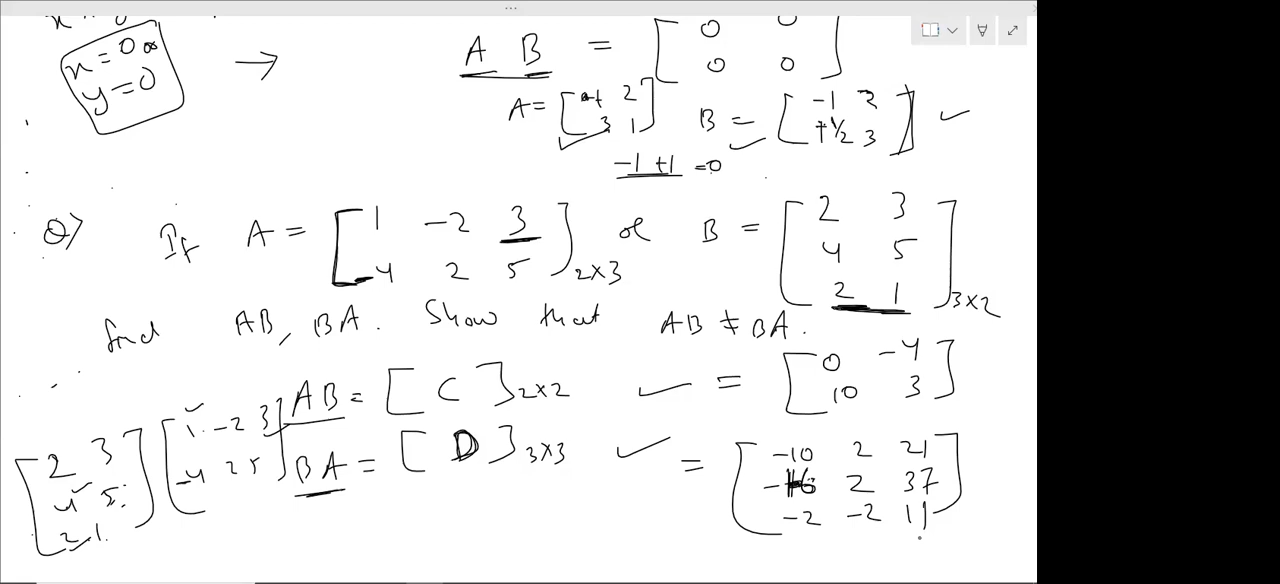 x = 0 or
y = 0
→ A B = [ 0 0
0 0 ]
A = [ -1 2
3 1 ] B = [ -1 2
+1/2 3 ] ✓
-1 +1 = 0
Q> If A = [ 1 -2 3
-4 2 5 ]2×3 & B = [ 2 3
4 5
2 1 ]3×2
find AB, BA. Show that AB ≠ BA.
AB = [ C ]2×2 ✓ = [ 0 -4
10 3 ]
[ 2 3
4 5
2 1 ] [ 1 -2 3
-4 2 5 ]
BA = [ D ]3×3 ✓ = [ -10 2 21
-16 2 37
-2 -2 11 ]